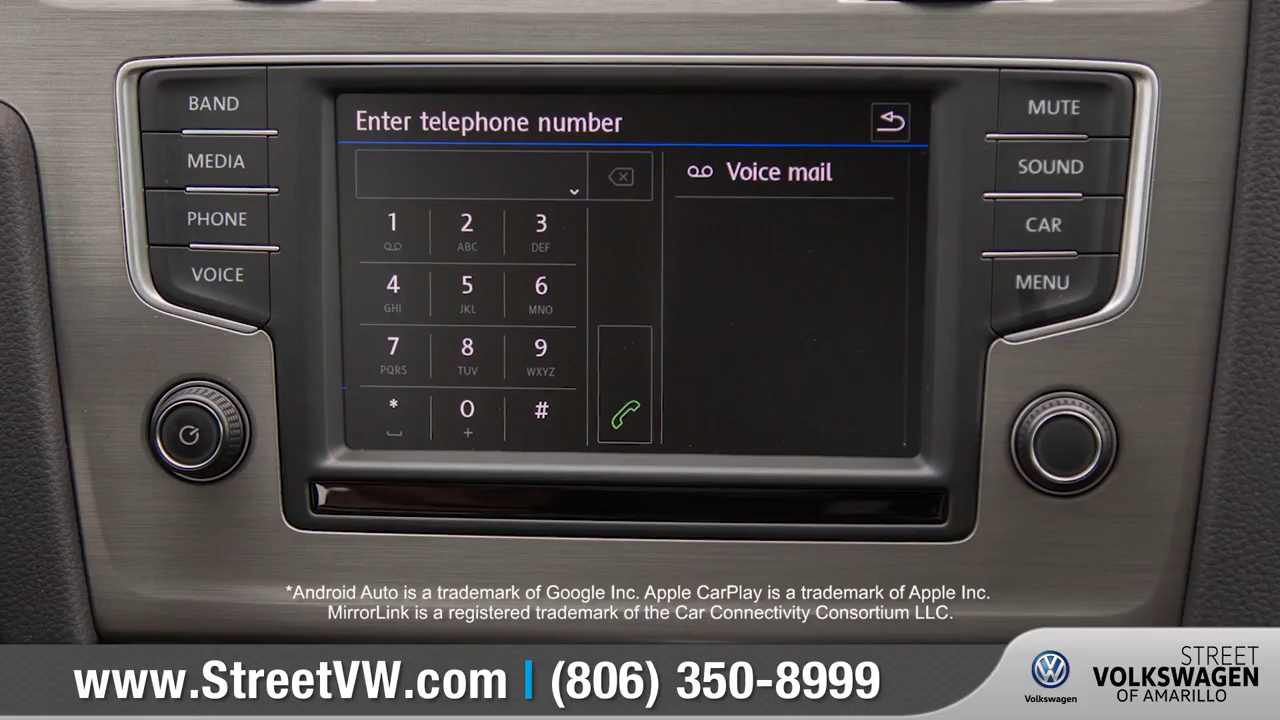 BAND
MEDIA
PHONE
VOICE
Enter telephone number
Voice mail
1 2 3
ABC DEF
4 5 6
GHI JKL MNO
7 8 9
PQRS TUV WXYZ
* 0 #
+
MUTE
SOUND
CAR
MENU
*Android Auto is a trademark of Google Inc. Apple CarPlay is a trademark of Apple Inc.
MirrorLink is a registered trademark of the Car Connectivity Consortium LLC.
www.StreetVW.com | (806) 350-8999
Volkswagen
STREET
VOLKSWAGEN
OF AMARILLO